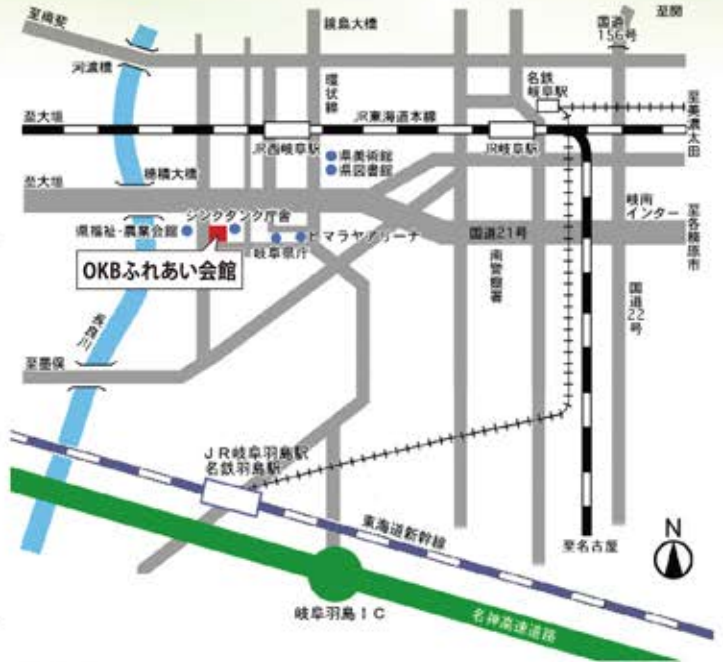 至揖斐
鏡島大橋
国道
156号
至関
河渡橋
環状線
名鉄
岐阜駅
至大垣
JR東海道本線
至美濃太田
JR西岐阜駅
JR岐阜駅
県美術館
県図書館
穂積大橋
至大垣
岐南
インター
シンクタンク庁舎
県福祉・農業会館
ヒマラヤアリーナ
国道21号
至各務原市
岐阜県庁
OKBふれあい会館
南警察署
国道22号
長良川
至墨俣
JR岐阜羽島駅
名鉄羽島駅
東海道新幹線
至名古屋
N
岐阜羽島IC
名神高速道路